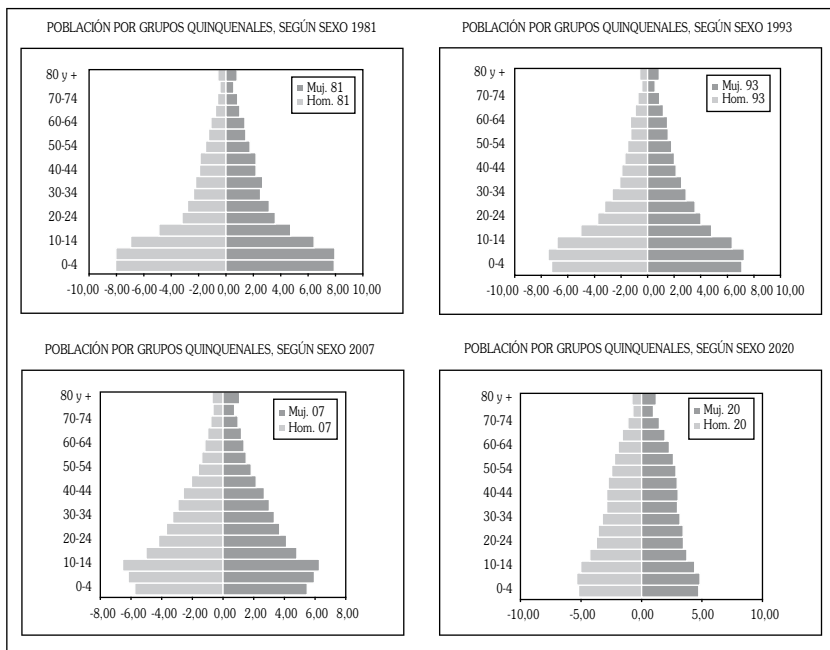 POBLACIÓN POR GRUPOS QUINQUENALES, SEGÚN SEXO 1981
80 y +
70-74
60-64
50-54
40-44
30-34
20-24
10-14
0-4
Muj. 81
Hom. 81
-10,00 -8,00 -6,00 -4,00 -2,00 0,00 2,00 4,00 6,00 8,00 10,00
POBLACIÓN POR GRUPOS QUINQUENALES, SEGÚN SEXO 1993
80 y +
70-74
60-64
50-54
40-44
30-34
20-24
10-14
0-4
Muj. 93
Hom. 93
-10,00 -8,00 -6,00 -4,00 -2,00 0,00 2,00 4,00 6,00 8,00 10,00
POBLACIÓN POR GRUPOS QUINQUENALES, SEGÚN SEXO 2007
80 y +
70-74
60-64
50-54
40-44
30-34
20-24
10-14
0-4
Muj. 07
Hom. 07
-8,00 -6,00 -4,00 -2,00 0,00 2,00 4,00 6,00 8,00
POBLACIÓN POR GRUPOS QUINQUENALES, SEGÚN SEXO 2020
80 y +
70-74
60-64
50-54
40-44
30-34
20-24
10-14
0-4
Muj. 20
Hom. 20
-10,00 -5,00 0,00 5,00 10,00